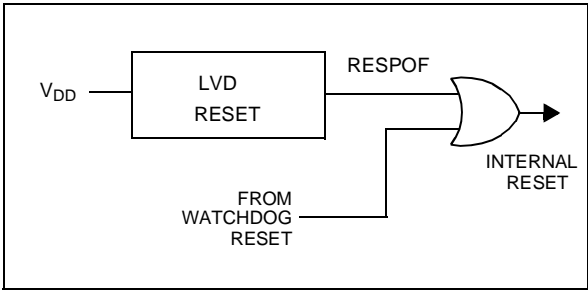 RESPOF
V_DD
LVD
RESET
INTERNAL
RESET
FROM
WATCHDOG
RESET